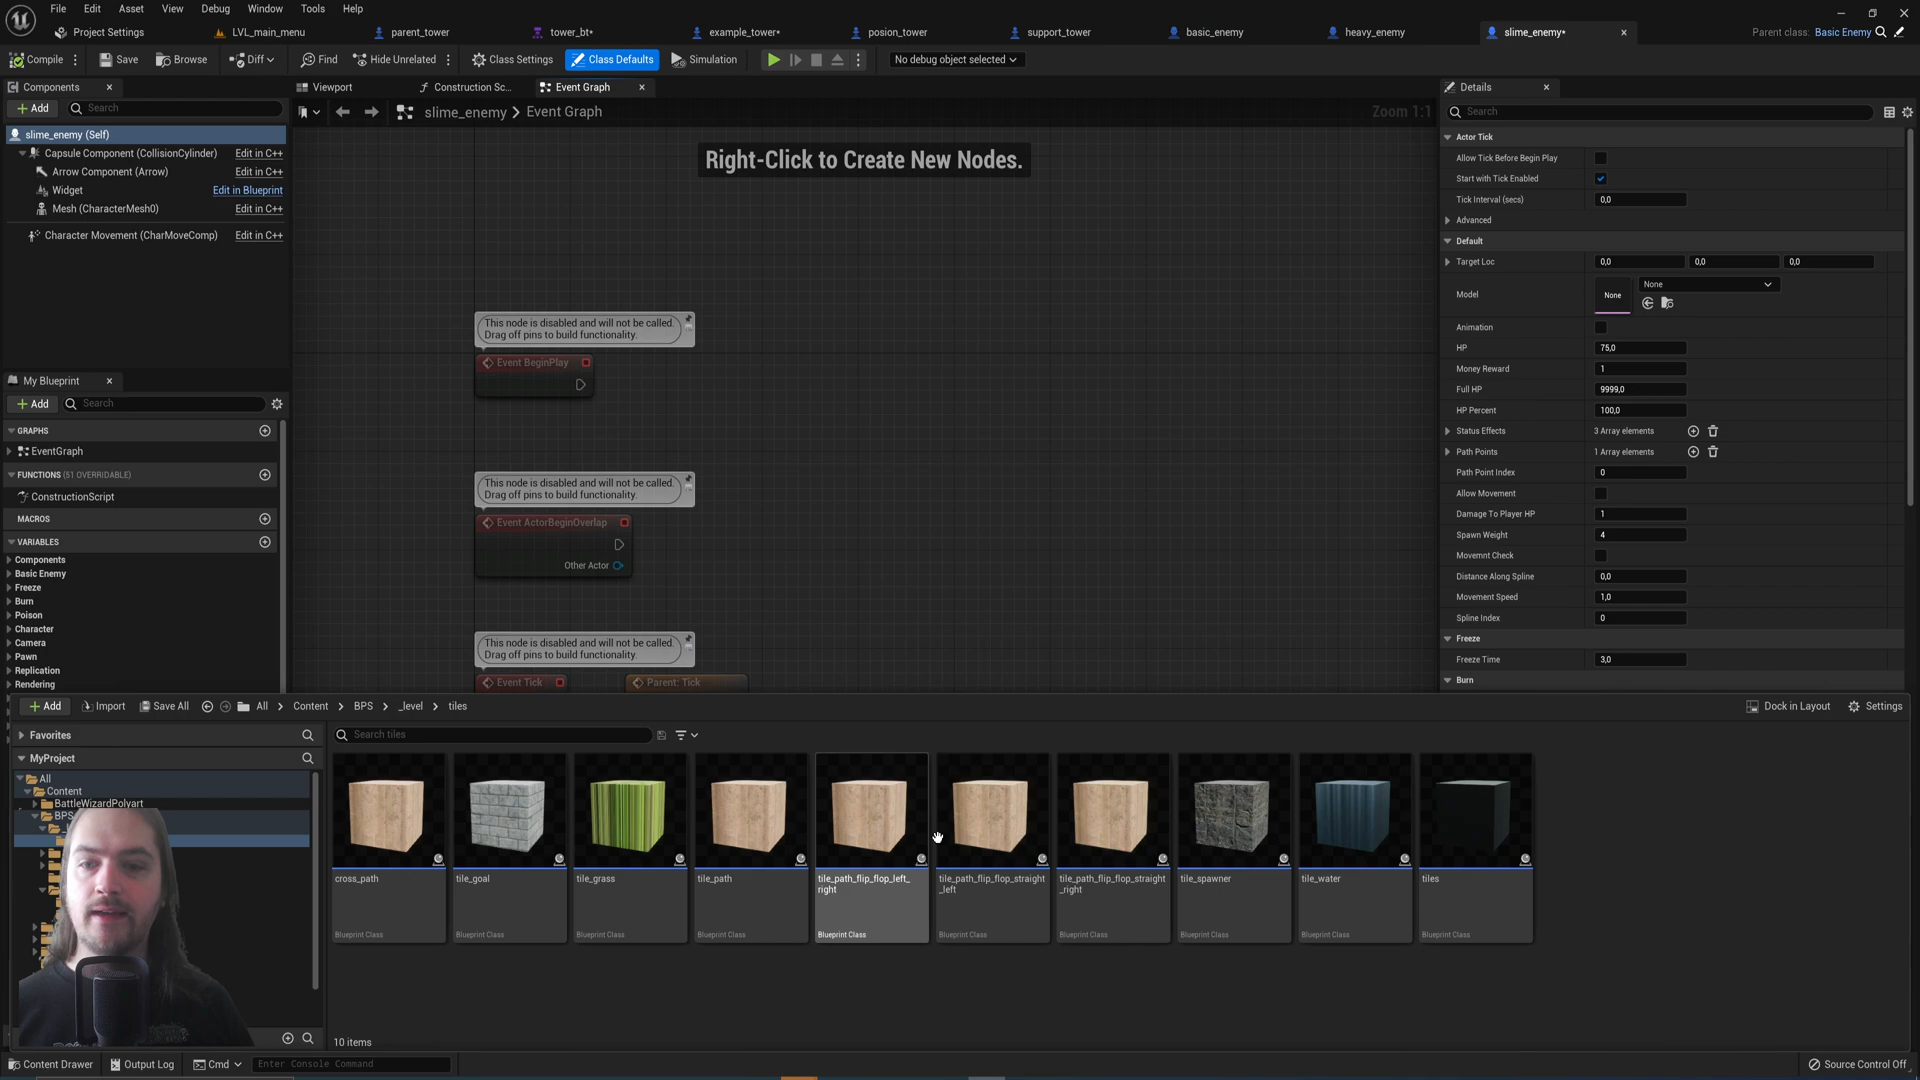 File Edit Asset View Debug Window Tools Help
Project Settings LVL_main_menu parent_tower tower_bt* example_tower* posion_tower support_tower basic_enemy heavy_enemy slime_enemy* Parent class: Basic Enemy
Compile Save Browse Diff Find Hide Unrelated Class Settings Class Defaults Simulation No debug object selected
Components
Add Search
slime_enemy (Self)
Capsule Component (CollisionCylinder) Edit in C++
Arrow Component (Arrow) Edit in C++
Widget Edit in Blueprint
Mesh (CharacterMesh0) Edit in C++
Character Movement (CharMoveComp) Edit in C++
My Blueprint
Add Search
GRAPHS
EventGraph
FUNCTIONS (51 OVERRIDABLE)
ConstructionScript
MACROS
VARIABLES
Components
Basic Enemy
Freeze
Burn
Poison
Character
Camera
Pawn
Replication
Rendering
Viewport Construction Sc... Event Graph
slime_enemy > Event Graph Zoom 1:1
Right-Click to Create New Nodes.
This node is disabled and will not be called.
Drag off pins to build functionality.
Event BeginPlay
This node is disabled and will not be called.
Drag off pins to build functionality.
Event ActorBeginOverlap
Other Actor
This node is disabled and will not be called.
Drag off pins to build functionality.
Event Tick Parent: Tick
Details
Search
Actor Tick
Allow Tick Before Begin Play
Start with Tick Enabled
Tick Interval (secs) 0,0
Advanced
Default
Target Loc 0,0 0,0 0,0
Model None None
Animation
HP 75,0
Money Reward 1
Full HP 9999,0
HP Percent 100,0
Status Effects 3 Array elements
Path Points 1 Array elements
Path Point Index 0
Allow Movement
Damage To Player HP 1
Spawn Weight 4
Movemnt Check
Distance Along Spline 0,0
Movement Speed 1,0
Spline Index 0
Freeze
Freeze Time 3,0
Burn
Add Import Save All All > Content > BPS > _level > tiles Dock in Layout Settings
Favorites
MyProject
All
Content
BattleWizardPolyart
BPS
Search tiles
cross_path
Blueprint Class
tile_goal
Blueprint Class
tile_grass
Blueprint Class
tile_path
Blueprint Class
tile_path_flip_flop_left_
right
Blueprint Class
tile_path_flip_flop_straight
_left
Blueprint Class
tile_path_flip_flop_straight
_right
Blueprint Class
tile_spawner
Blueprint Class
tile_water
Blueprint Class
tiles
Blueprint Class
10 items
Content Drawer Output Log Cmd Enter Console Command Source Control Off